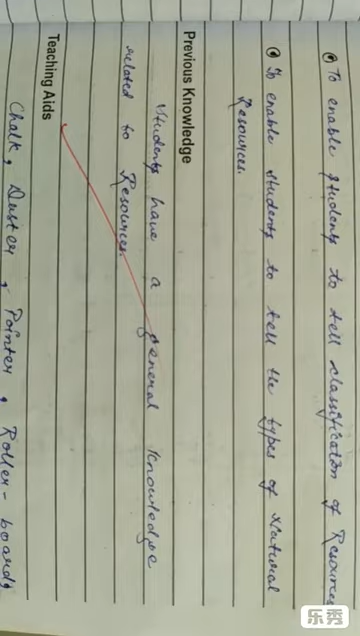 To enable students to tell classification of Resources
To enable students to tell the types of Natural
Resources.
Previous Knowledge
Students have a general knowledge
related to Resources.
Teaching Aids
Chalk, Duster, Pointer, Roller-board,
乐秀